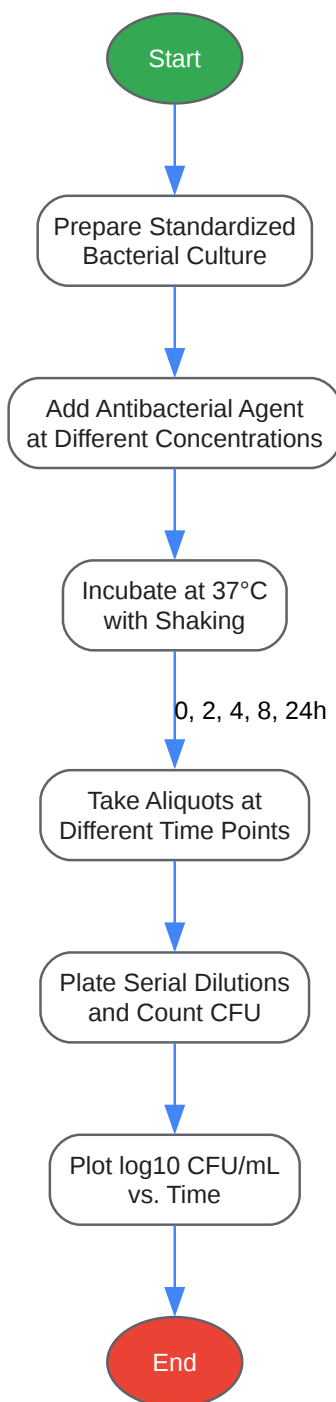 Start
Prepare Standardized
Bacterial Culture
Add Antibacterial Agent
at Different Concentrations
Incubate at 37°C
with Shaking
0, 2, 4, 8, 24h
Take Aliquots at
Different Time Points
Plate Serial Dilutions
and Count CFU
Plot log10 CFU/mL
vs. Time
End